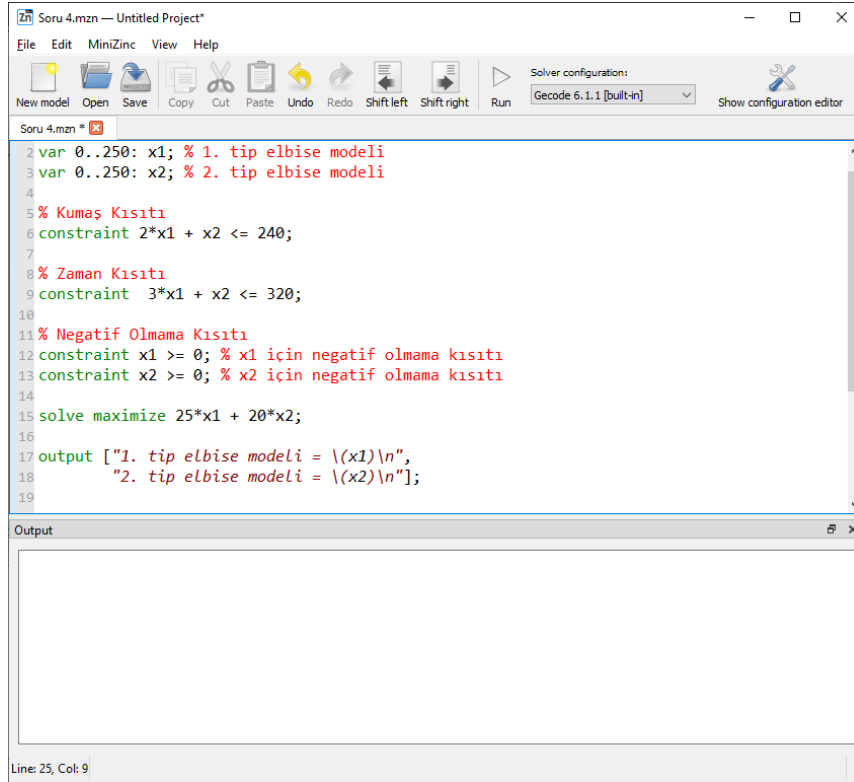 Zn Soru 4.mzn — Untitled Project*
File Edit MiniZinc View Help
Solver configuration:
New model Open Save Copy Cut Paste Undo Redo Shift left Shift right Run Gecode 6.1.1 [built-in] Show configuration editor
Soru 4.mzn *
2 var 0..250: x1; % 1. tip elbise modeli
3 var 0..250: x2; % 2. tip elbise modeli
4
5 % Kumaş Kısıtı
6 constraint 2*x1 + x2 <= 240;
7
8 % Zaman Kısıtı
9 constraint  3*x1 + x2 <= 320;
10
11 % Negatif Olmama Kısıtı
12 constraint x1 >= 0; % x1 için negatif olmama kısıtı
13 constraint x2 >= 0; % x2 için negatif olmama kısıtı
14
15 solve maximize 25*x1 + 20*x2;
16
17 output ["1. tip elbise modeli = \(x1)\n",
18         "2. tip elbise modeli = \(x2)\n"];
19
Output
Line: 25, Col: 9